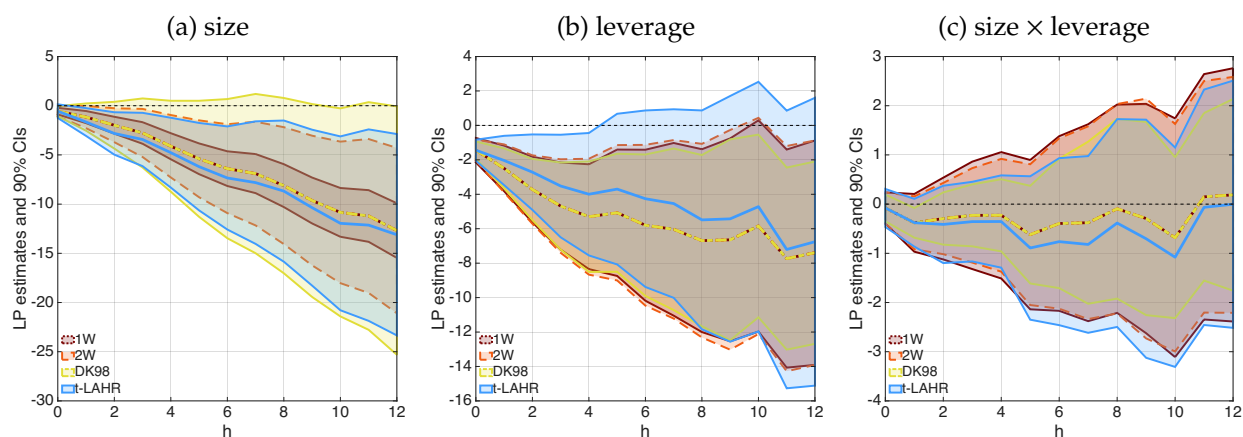 (a) size
LP estimates and 90% CIs
5
0
-5
-10
-15
-20
-25
-30
1W
2W
DK98
t-LAHR
0 2 4 6 8 10 12
h
(b) leverage
LP estimates and 90% CIs
4
2
0
-2
-4
-6
-8
-10
-12
-14
-16
1W
2W
DK98
t-LAHR
0 2 4 6 8 10 12
h
(c) size × leverage
LP estimates and 90% CIs
3
2
1
0
-1
-2
-3
-4
1W
2W
DK98
t-LAHR
0 2 4 6 8 10 12
h